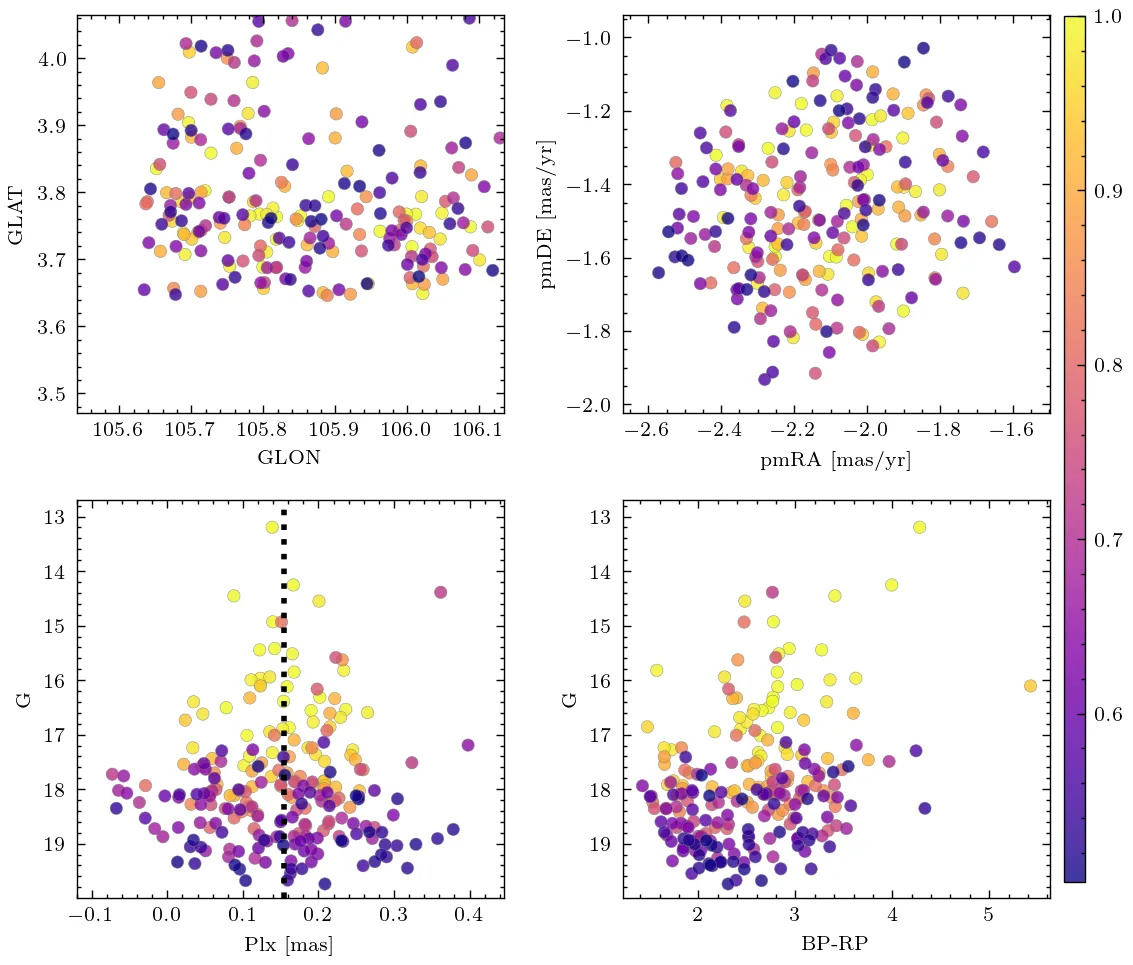 4.0
3.9
3.8
3.7
3.6
3.5
GLAT
105.6 105.7 105.8 105.9 106.0 106.1
GLON
−1.0
−1.2
−1.4
−1.6
−1.8
−2.0
pmDE [mas/yr]
−2.6 −2.4 −2.2 −2.0 −1.8 −1.6
pmRA [mas/yr]
1.0
0.9
0.8
0.7
0.6
13
14
15
16
17
18
19
G
−0.1 0.0 0.1 0.2 0.3 0.4
Plx [mas]
13
14
15
16
17
18
19
G
2 3 4 5
BP-RP